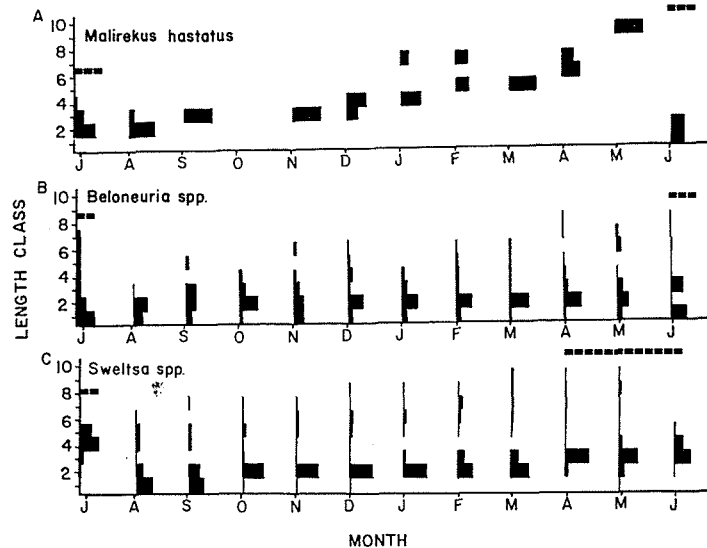 A
Malirekus hastatus
10
8
6
4
2
J A S O N D J F M A M J
B
Beloneuria spp.
10
8
6
4
2
J A S O N D J F M A M J
C
Sweltsa spp.
10
8
6
4
2
J A S O N D J F M A M J
LENGTH CLASS
MONTH